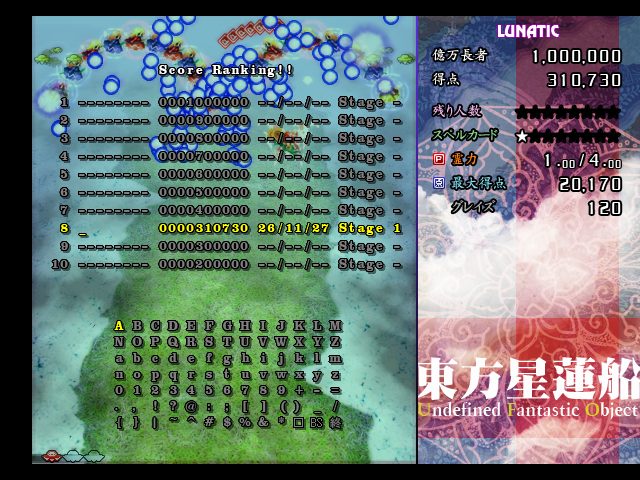 LUNATIC
億万長者 1,000,000
得点 310,730
残り人数
スペルカード
P 霊力 1.00/4.00
最大得点 20,170
グレイズ 120
Score Ranking!!
1 -------- 0001000000 --/--/-- Stage -
2 -------- 0000900000 --/--/-- Stage -
3 -------- 0000800000 --/--/-- Stage -
4 -------- 0000700000 --/--/-- Stage -
5 -------- 0000600000 --/--/-- Stage -
6 -------- 0000500000 --/--/-- Stage -
7 -------- 0000400000 --/--/-- Stage -
8 _ 0000310730 26/11/27 Stage 1
9 -------- 0000300000 --/--/-- Stage -
10 -------- 0000200000 --/--/-- Stage -
A B C D E F G H I J K L M
N O P Q R S T U V W X Y Z
a b c d e f g h i j k l m
n o p q r s t u v w x y z
0 1 2 3 4 5 6 7 8 9 + - =
. , ! ? @ : ; [ ] ( ) _ /
{ } | ~ ^ # $ % & * □ BS 終
東方星蓮船
Undefined Fantastic Object